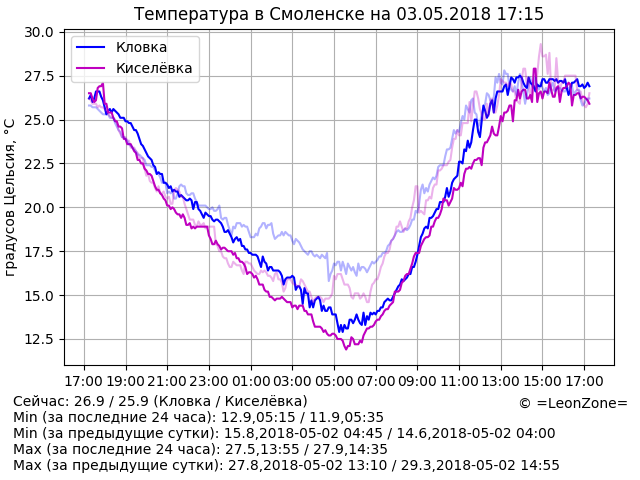 Температура в Смоленске на 03.05.2018 17:15
30.0
27.5
25.0
22.5
20.0
17.5
15.0
12.5
градусов Цельсия, °C
Кловка
Киселёвка
17:00 19:00 21:00 23:00 01:00 03:00 05:00 07:00 09:00 11:00 13:00 15:00 17:00
Сейчас: 26.9 / 25.9 (Кловка / Киселёвка)
© =LeonZone=
Min (за последние 24 часа): 12.9,05:15 / 11.9,05:35
Min (за предыдущие сутки): 15.8,2018-05-02 04:45 / 14.6,2018-05-02 04:00
Max (за последние 24 часа): 27.5,13:55 / 27.9,14:35
Max (за предыдущие сутки): 27.8,2018-05-02 13:10 / 29.3,2018-05-02 14:55